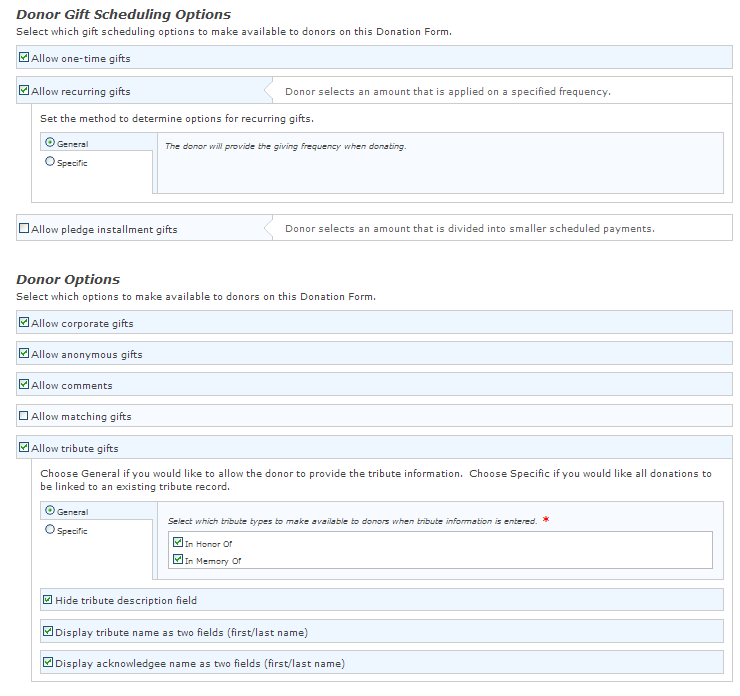 Donor Gift Scheduling Options
Select which gift scheduling options to make available to donors on this Donation Form.
Allow one-time gifts
Allow recurring gifts
Donor selects an amount that is applied on a specified frequency.
Set the method to determine options for recurring gifts.
General
The donor will provide the giving frequency when donating.
Specific
Allow pledge installment gifts
Donor selects an amount that is divided into smaller scheduled payments.
Donor Options
Select which options to make available to donors on this Donation Form.
Allow corporate gifts
Allow anonymous gifts
Allow comments
Allow matching gifts
Allow tribute gifts
Choose General if you would like to allow the donor to provide the tribute information. Choose Specific if you would like all donations to
be linked to an existing tribute record.
General
Specific
Select which tribute types to make available to donors when tribute information is entered. *
In Honor Of
In Memory Of
Hide tribute description field
Display tribute name as two fields (first/last name)
Display acknowledgee name as two fields (first/last name)